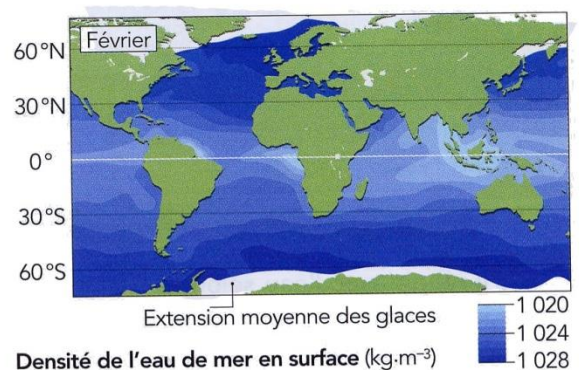 Février
60°N
30°N
0°
30°S
60°S
Extension moyenne des glaces
1 020
1 024
1 028
Densité de l'eau de mer en surface (kg·m⁻³)